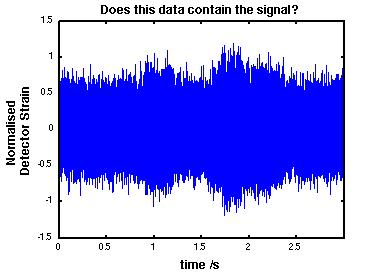 Does this data contain the signal?
1.5
1
0.5
0
-0.5
-1
-1.5
Normalised
Detector Strain
0 0.5 1 1.5 2 2.5
time /s